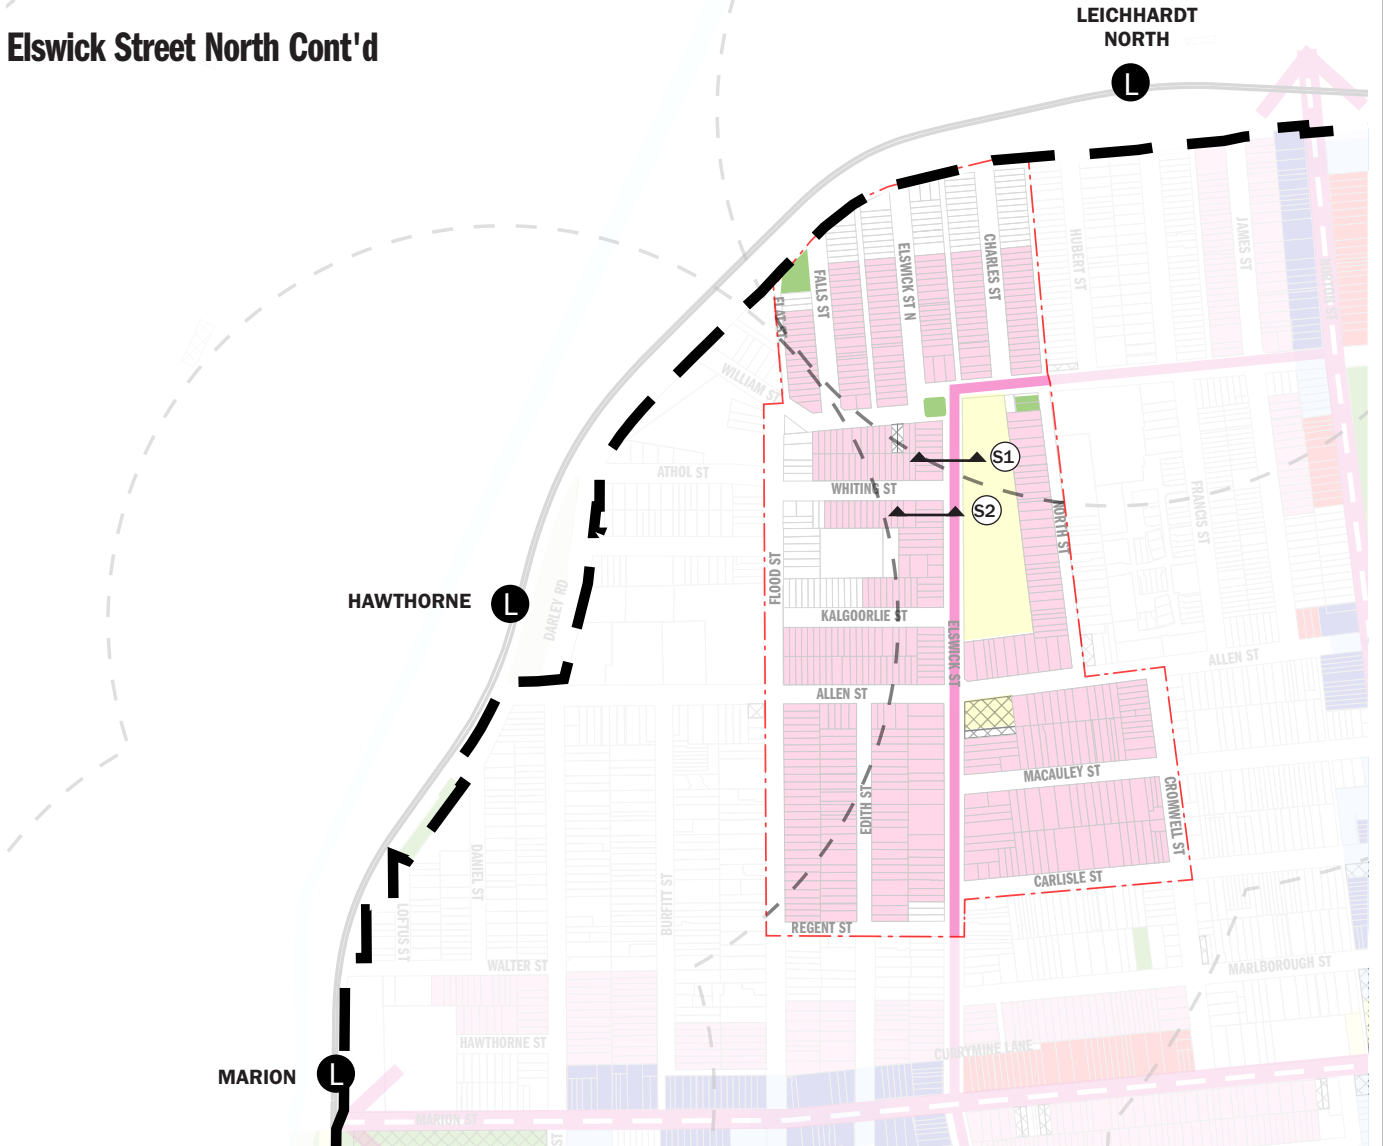 Elswick Street North Cont'd
LEICHHARDT
NORTH
L
JAMES ST
HUBERT ST
CHARLES ST
ELSWICK ST N
FALLS ST
NORTON ST
WILLIAM ST
S1
ATHOL ST
WHITING ST
S2
FRANCIS ST
NORTH ST
FLOOD ST
HAWTHORNE
L
DARLEY RD
KALGOORLIE ST
ELSWICK ST
ALLEN ST
ALLEN ST
MACAULEY ST
EDITH ST
CROMWELL ST
DANIEL ST
CARLISLE ST
BURFITT ST
LOFTUS ST
REGENT ST
WALTER ST
MARLBOROUGH ST
HAWTHORNE ST
CURRYMINE LANE
MARION
L
MARION ST
ST